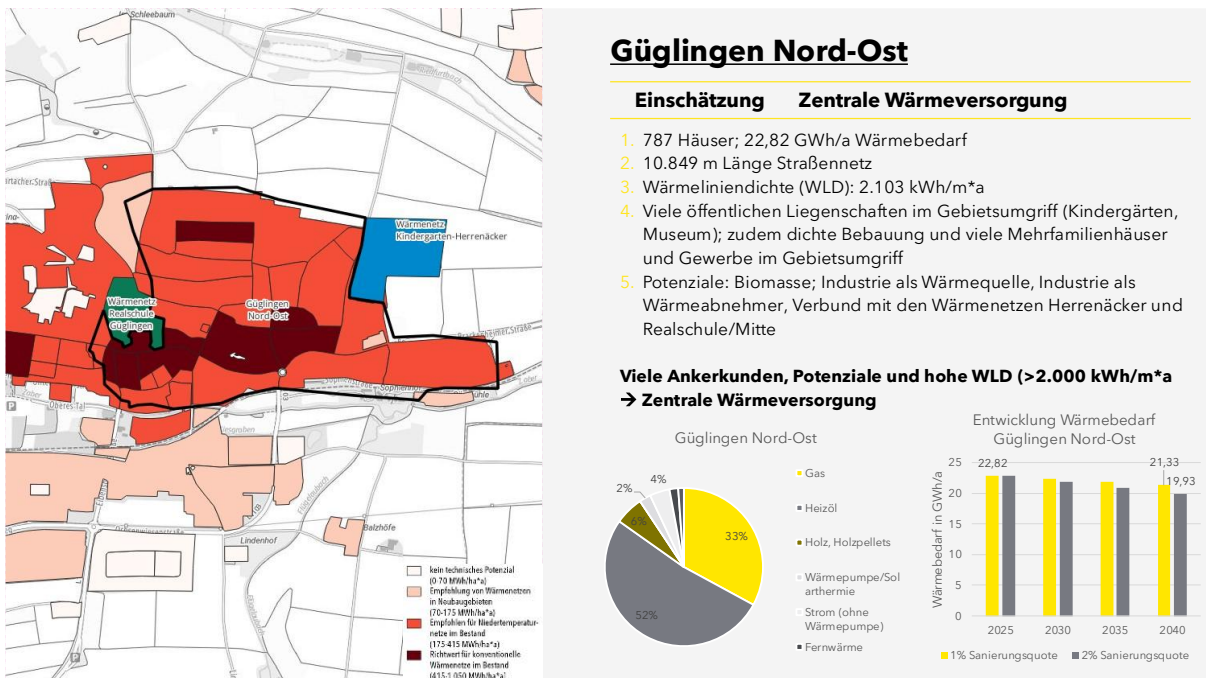 Im Schleebaum
Wärmenetz
Kindergarten-Herrenäcker
Wärmenetz
Realschule
Güglingen
Güglingen
Nord-Ost
Oberes Tal
Balzhöfe
Lindenhof
kein technisches Potenzial
(0-70 MWh/ha*a)
Empfehlung von Wärmenetzen
in Neubaugebieten
(70-175 MWh/ha*a)
Empfohlen für Niedertemperatur-
netze im Bestand
(175-415 MWh/ha*a)
Richtwert für konventionelle
Wärmenetze im Bestand
(415-1.050 MWh/ha*a)
Güglingen Nord-Ost
Einschätzung Zentrale Wärmeversorgung
1. 787 Häuser; 22,82 GWh/a Wärmebedarf
2. 10.849 m Länge Straßennetz
3. Wärmeliniendichte (WLD): 2.103 kWh/m*a
4. Viele öffentlichen Liegenschaften im Gebietsumgriff (Kindergärten,
Museum); zudem dichte Bebauung und viele Mehrfamilienhäuser
und Gewerbe im Gebietsumgriff
5. Potenziale: Biomasse; Industrie als Wärmequelle, Industrie als
Wärmeabnehmer, Verbund mit den Wärmenetzen Herrenäcker und
Realschule/Mitte
Viele Ankerkunden, Potenziale und hohe WLD (>2.000 kWh/m*a
→ Zentrale Wärmeversorgung
Güglingen Nord-Ost
33%
52%
6%
2%
4%
Gas
Heizöl
Holz, Holzpellets
Wärmepumpe/Sol
arthermie
Strom (ohne
Wärmepumpe)
Fernwärme
Entwicklung Wärmebedarf
Güglingen Nord-Ost
Wärmebedarf in GWh/a
25
20
15
10
5
0
22,82
21,33
19,93
2025 2030 2035 2040
1% Sanierungsquote 2% Sanierungsquote